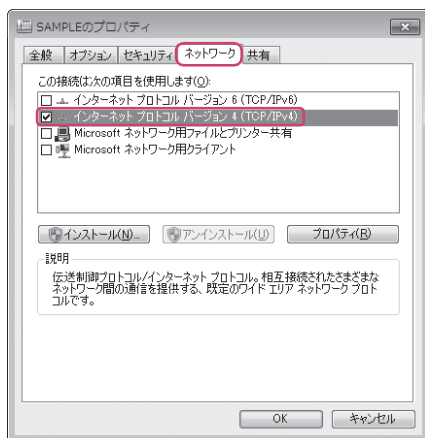 SAMPLEのプロパティ
全般 オプション セキュリティ ネットワーク 共有
この接続は次の項目を使用します(O):
インターネット プロトコル バージョン 6 (TCP/IPv6)
インターネット プロトコル バージョン 4 (TCP/IPv4)
Microsoft ネットワーク用ファイルとプリンター共有
Microsoft ネットワーク用クライアント
インストール(N)... アンインストール(U) プロパティ(R)
説明
伝送制御プロトコル/インターネット プロトコル。相互接続されたさまざまな
ネットワーク間の通信を提供する、既定のワイド エリア ネットワーク プロト
コルです。
OK キャンセル